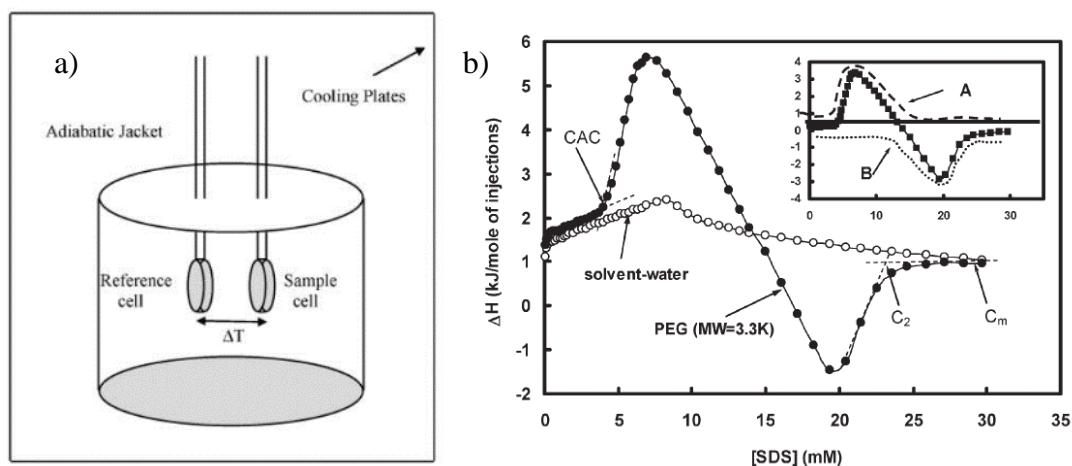 a)
Cooling Plates
Adiabatic Jacket
Reference
cell
Sample
cell
ΔT
b)
ΔH (kJ/mole of injections)
6
5
4
3
2
1
0
-1
-2
CAC
solvent-water
PEG (MW=3.3K)
C2
Cm
0 5 10 15 20 25 30 35
[SDS] (mM)
4
3
2
1
0
-1
-2
-3
-4
A
B
0 10 20 30